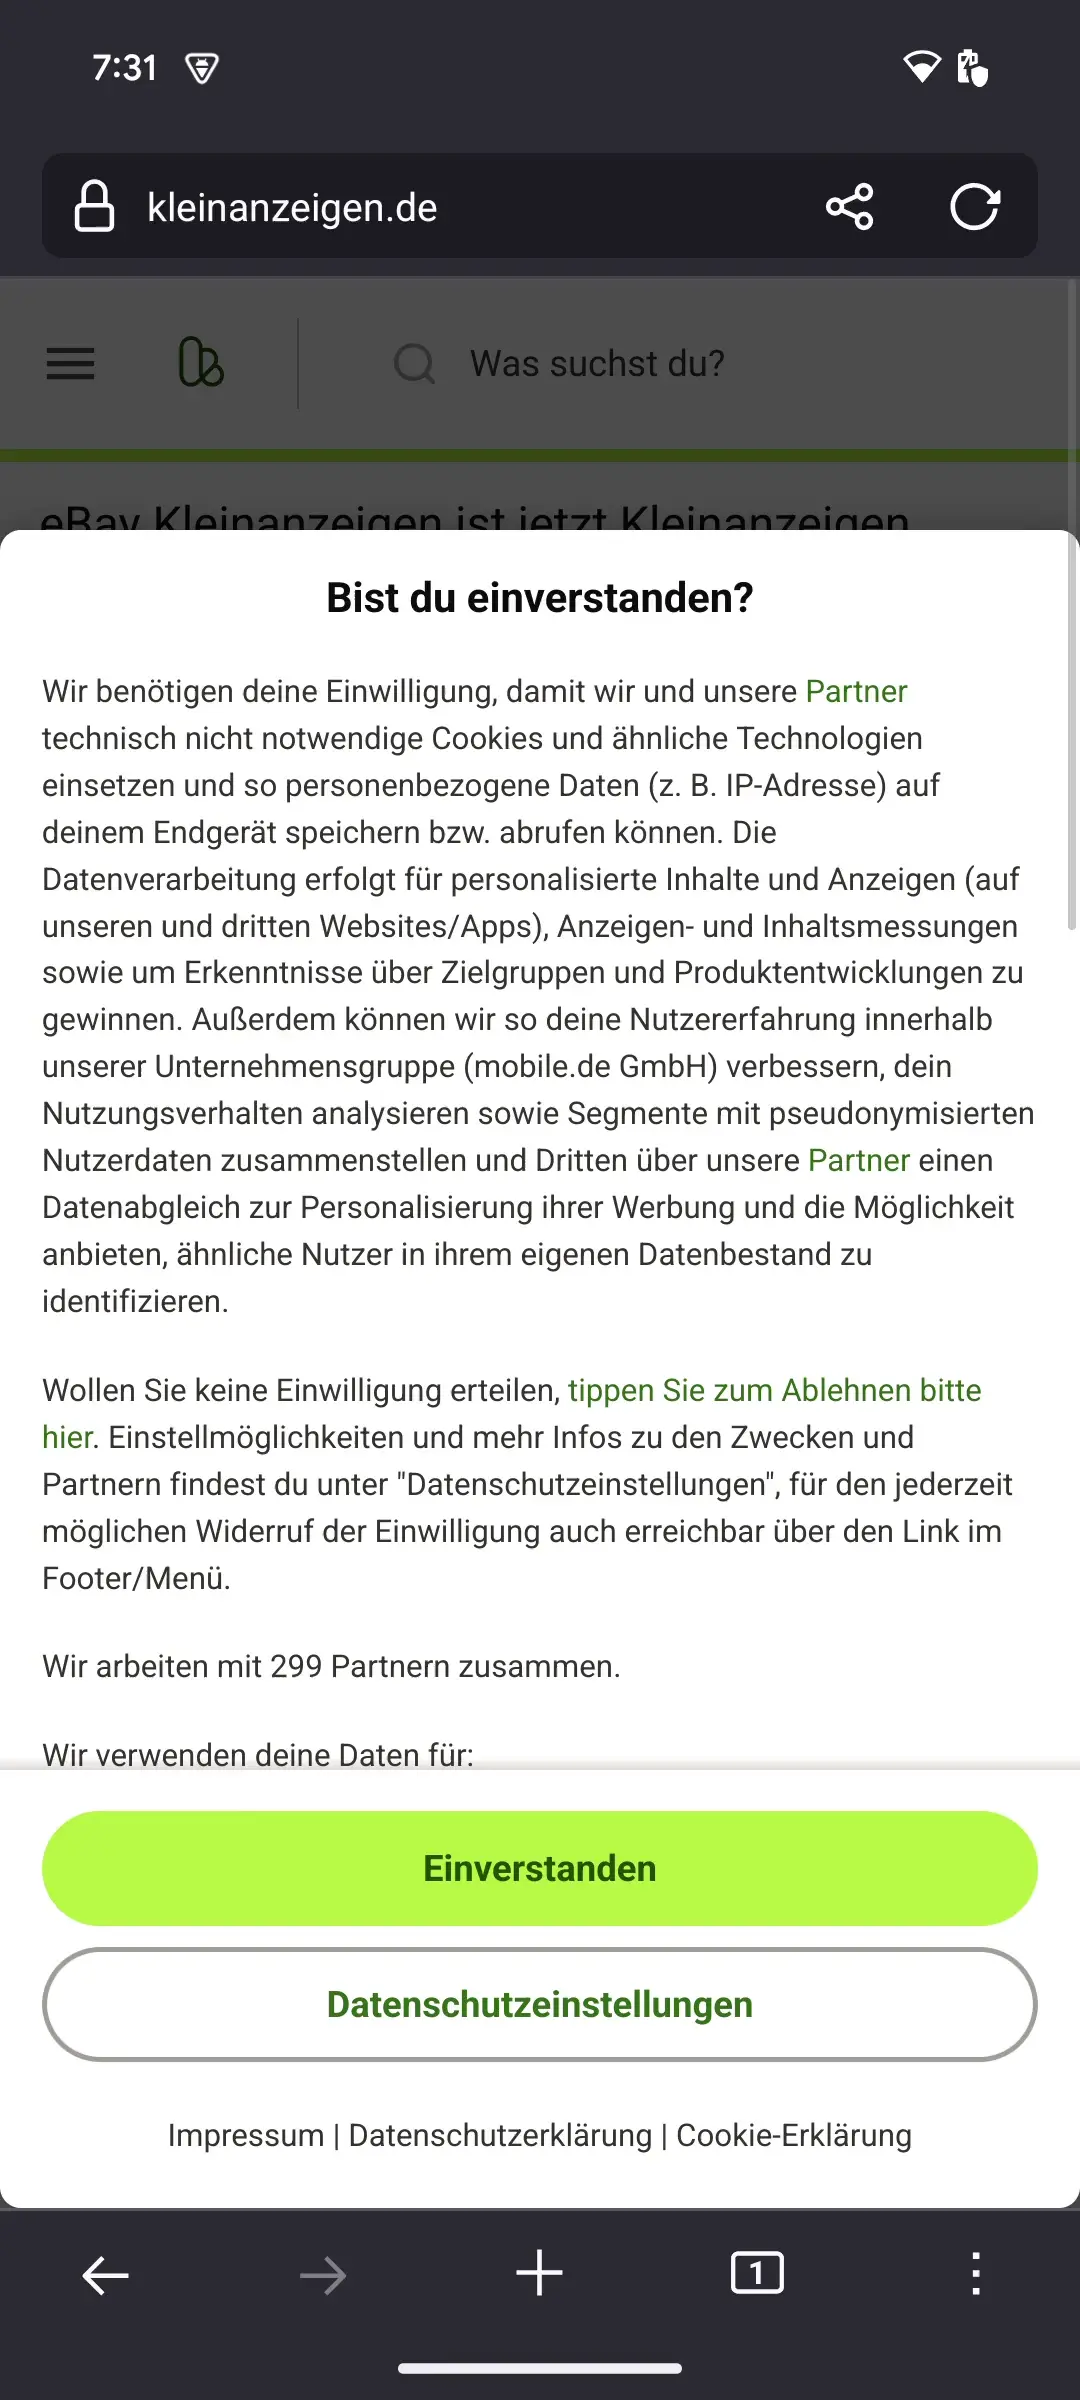 7:31
kleinanzeigen.de
Was suchst du?
eBay Kleinanzeigen ist jetzt Kleinanzeigen
Bist du einverstanden?
Wir benötigen deine Einwilligung, damit wir und unsere Partner
technisch nicht notwendige Cookies und ähnliche Technologien
einsetzen und so personenbezogene Daten (z. B. IP-Adresse) auf
deinem Endgerät speichern bzw. abrufen können. Die
Datenverarbeitung erfolgt für personalisierte Inhalte und Anzeigen (auf
unseren und dritten Websites/Apps), Anzeigen- und Inhaltsmessungen
sowie um Erkenntnisse über Zielgruppen und Produktentwicklungen zu
gewinnen. Außerdem können wir so deine Nutzererfahrung innerhalb
unserer Unternehmensgruppe (mobile.de GmbH) verbessern, dein
Nutzungsverhalten analysieren sowie Segmente mit pseudonymisierten
Nutzerdaten zusammenstellen und Dritten über unsere Partner einen
Datenabgleich zur Personalisierung ihrer Werbung und die Möglichkeit
anbieten, ähnliche Nutzer in ihrem eigenen Datenbestand zu
identifizieren.
Wollen Sie keine Einwilligung erteilen, tippen Sie zum Ablehnen bitte
hier. Einstellmöglichkeiten und mehr Infos zu den Zwecken und
Partnern findest du unter "Datenschutzeinstellungen", für den jederzeit
möglichen Widerruf der Einwilligung auch erreichbar über den Link im
Footer/Menü.
Wir arbeiten mit 299 Partnern zusammen.
Wir verwenden deine Daten für:
Einverstanden
Datenschutzeinstellungen
Impressum | Datenschutzerklärung | Cookie-Erklärung
1